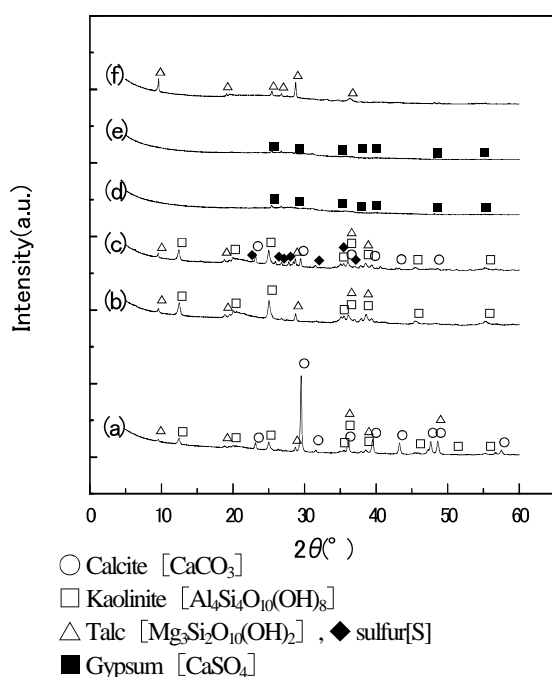 (f)
(e)
(d)
(c)
(b)
(a)
Intensity(a.u.)
0 10 20 30 40 50 60
2θ(°)
○ Calcite [CaCO₃]
□ Kaolinite [Al₄Si₄O₁₀(OH)₈]
△ Talc [Mg₃Si₂O₁₀(OH)₂] , ◆ sulfur[S]
■ Gypsum [CaSO₄]